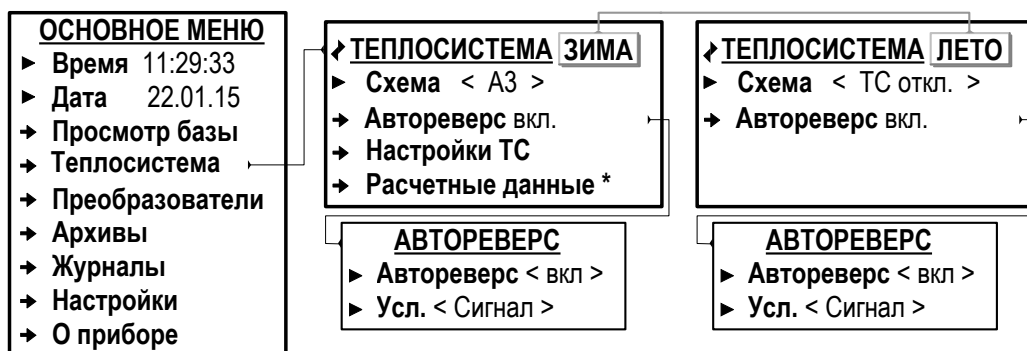 ОСНОВНОЕ МЕНЮ
► Время 11:29:33
► Дата 22.01.15
➔ Просмотр базы
➔ Теплосистема
➔ Преобразователи
➔ Архивы
➔ Журналы
➔ Настройки
➔ О приборе
ТЕПЛОСИСТЕМА ЗИМА
► Схема < А3 >
➔ Автореверс вкл.
➔ Настройки ТС
➔ Расчетные данные *
АВТОРЕВЕРС
► Автореверс < вкл >
► Усл. < Сигнал >
ТЕПЛОСИСТЕМА ЛЕТО
► Схема < ТС откл. >
➔ Автореверс вкл.
АВТОРЕВЕРС
► Автореверс < вкл >
► Усл. < Сигнал >